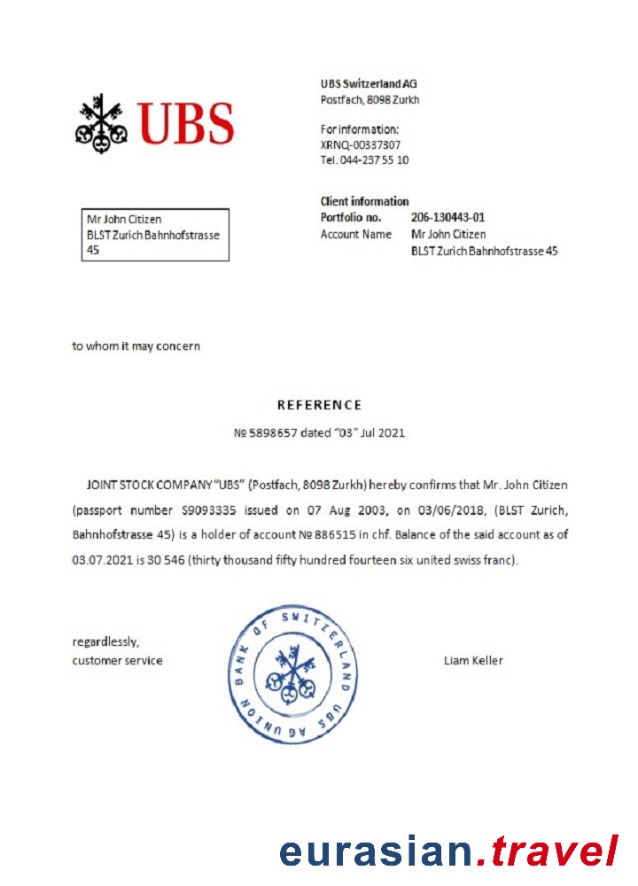 UBS
UBS Switzerland AG
Postfach, 8098 Zurkh
For information:
XRNQ-00337307
Tel. 044-237 55 10
Client information
Portfolio no. 206-130443-01
Account Name Mr John Citizen
BLST Zurich Bahnhofstrasse 45
Mr John Citizen
BLST Zurich Bahnhofstrasse
45
to whom it may concern
REFERENCE
№ 5898657 dated "03" Jul 2021
JOINT STOCK COMPANY "UBS" (Postfach, 8098 Zurkh) hereby confirms that Mr. John Citizen
(passport number S9093335 issued on 07 Aug 2003, on 03/06/2018, (BLST Zurich,
Bahnhofstrasse 45) is a holder of account № 886515 in chf. Balance of the said account as of
03.07.2021 is 30 546 (thirty thousand fifty hundred fourteen six united swiss franc).
regardlessly,
customer service
Liam Keller
UNION BANK OF SWITZERLAND UBS AG
eurasian.travel